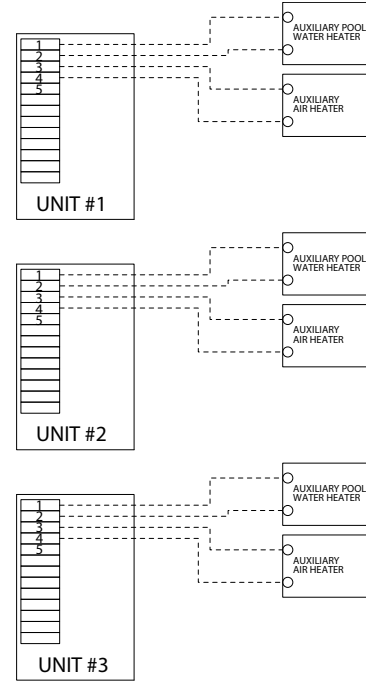 1
2
3
4
5
UNIT #1
AUXILIARY POOL
WATER HEATER
AUXILIARY
AIR HEATER
1
2
3
4
5
UNIT #2
AUXILIARY POOL
WATER HEATER
AUXILIARY
AIR HEATER
1
2
3
4
5
UNIT #3
AUXILIARY POOL
WATER HEATER
AUXILIARY
AIR HEATER